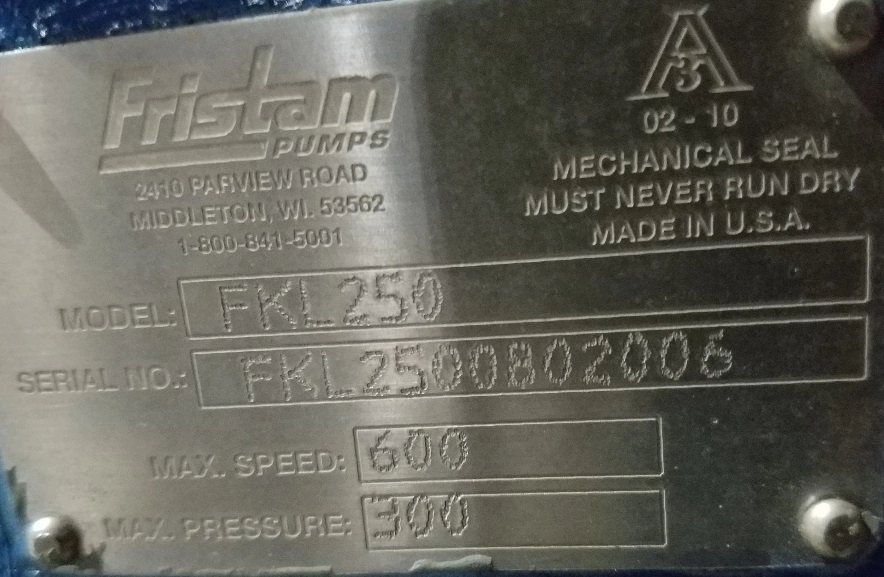 Fristam
PUMPS
2410 PARVIEW ROAD
MIDDLETON, WI. 53562
1-800-841-5001
A
3
02 - 10
MECHANICAL SEAL
MUST NEVER RUN DRY
MADE IN U.S.A.
MODEL: FKL250
SERIAL NO.: FKL2500802006
MAX. SPEED: 600
MAX. PRESSURE: 300